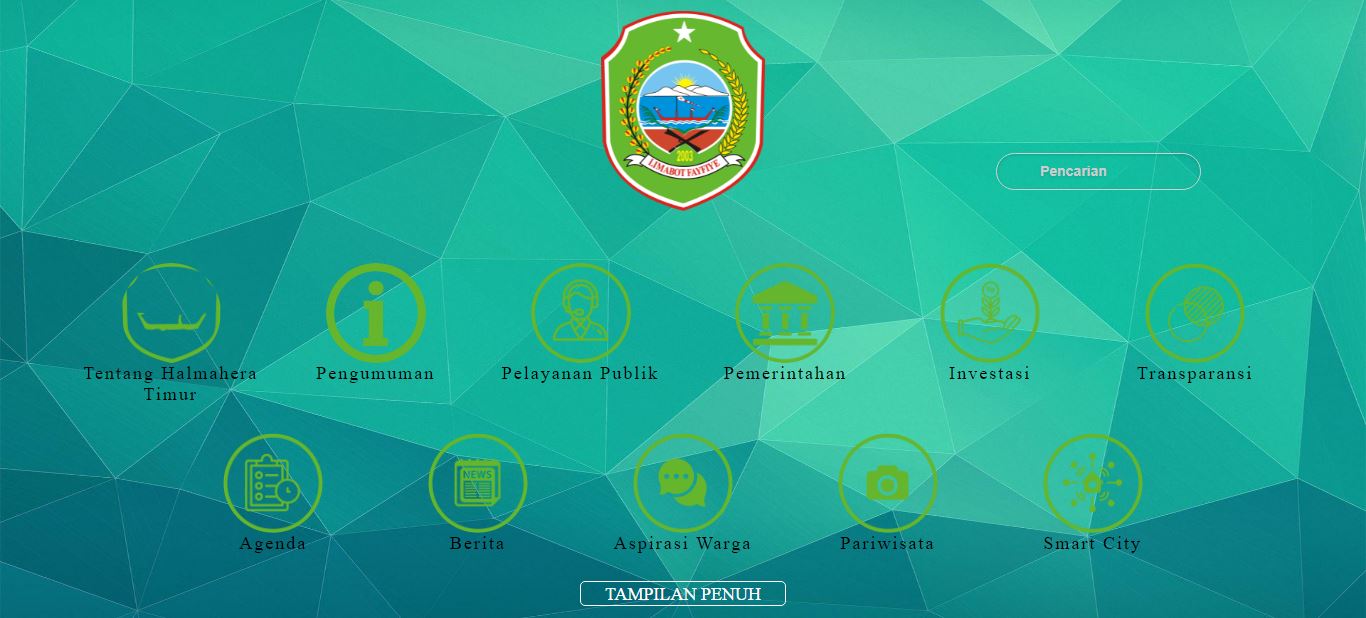 2003
LIMABOT FAYFIYE
Pencarian
Tentang Halmahera
Timur
Pengumuman
Pelayanan Publik
Pemerintahan
Investasi
Transparansi
NEWS
Agenda
Berita
Aspirasi Warga
Pariwisata
Smart City
TAMPILAN PENUH